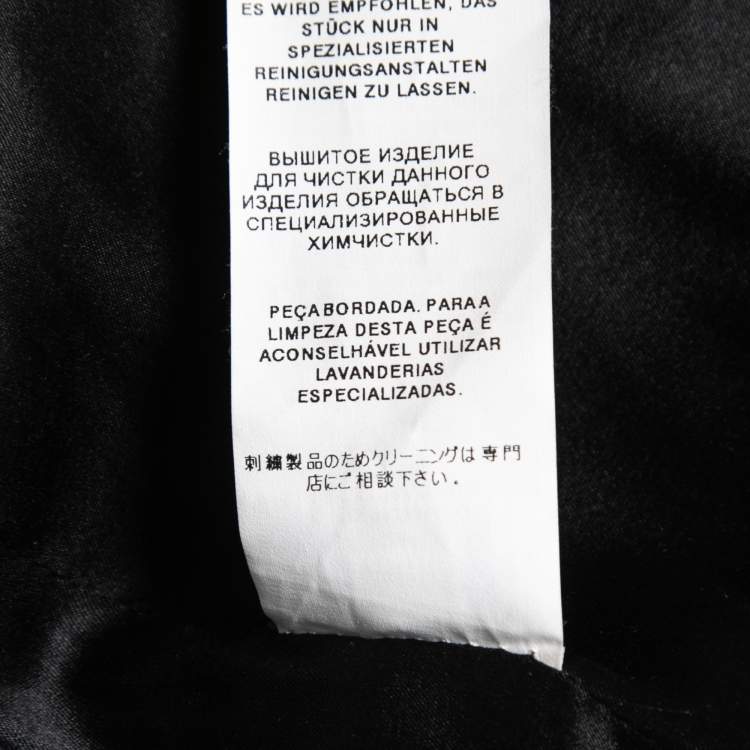 ES WIRD EMPFOHLEN, DAS
STÜCK NUR IN
SPEZIALISIERTEN
REINIGUNGSANSTALTEN
REINIGEN ZU LASSEN.
ВЫШИТОЕ ИЗДЕЛИЕ
ДЛЯ ЧИСТКИ ДАННОГО
ИЗДЕЛИЯ ОБРАЩАТЬСЯ В
СПЕЦИАЛИЗИРОВАННЫЕ
ХИМЧИСТКИ.
PEÇA BORDADA. PARA A
LIMPEZA DESTA PEÇA É
ACONSELHÁVEL UTILIZAR
LAVANDERIAS
ESPECIALIZADAS.
刺繍製品のためクリーニングは専門
店にご相談下さい。